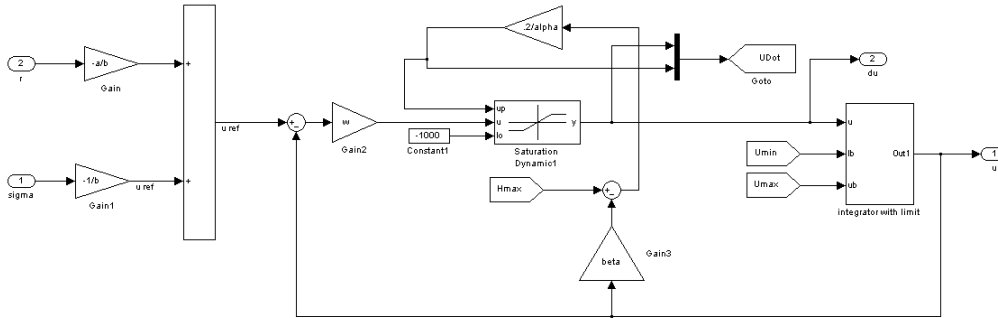 .2/alpha
UDot
Goto
2
du
2
r
-a/b
Gain
+
u ref
+
-
w
Gain2
up
u
lo
y
Saturation
Dynamic1
-1000
Constant1
u
lb
ub
Out1
integrator with limit
Umin
Umax
1
u
1
sigma
-1/b
Gain1
u ref
+
Hmax
+
-
beta
Gain3